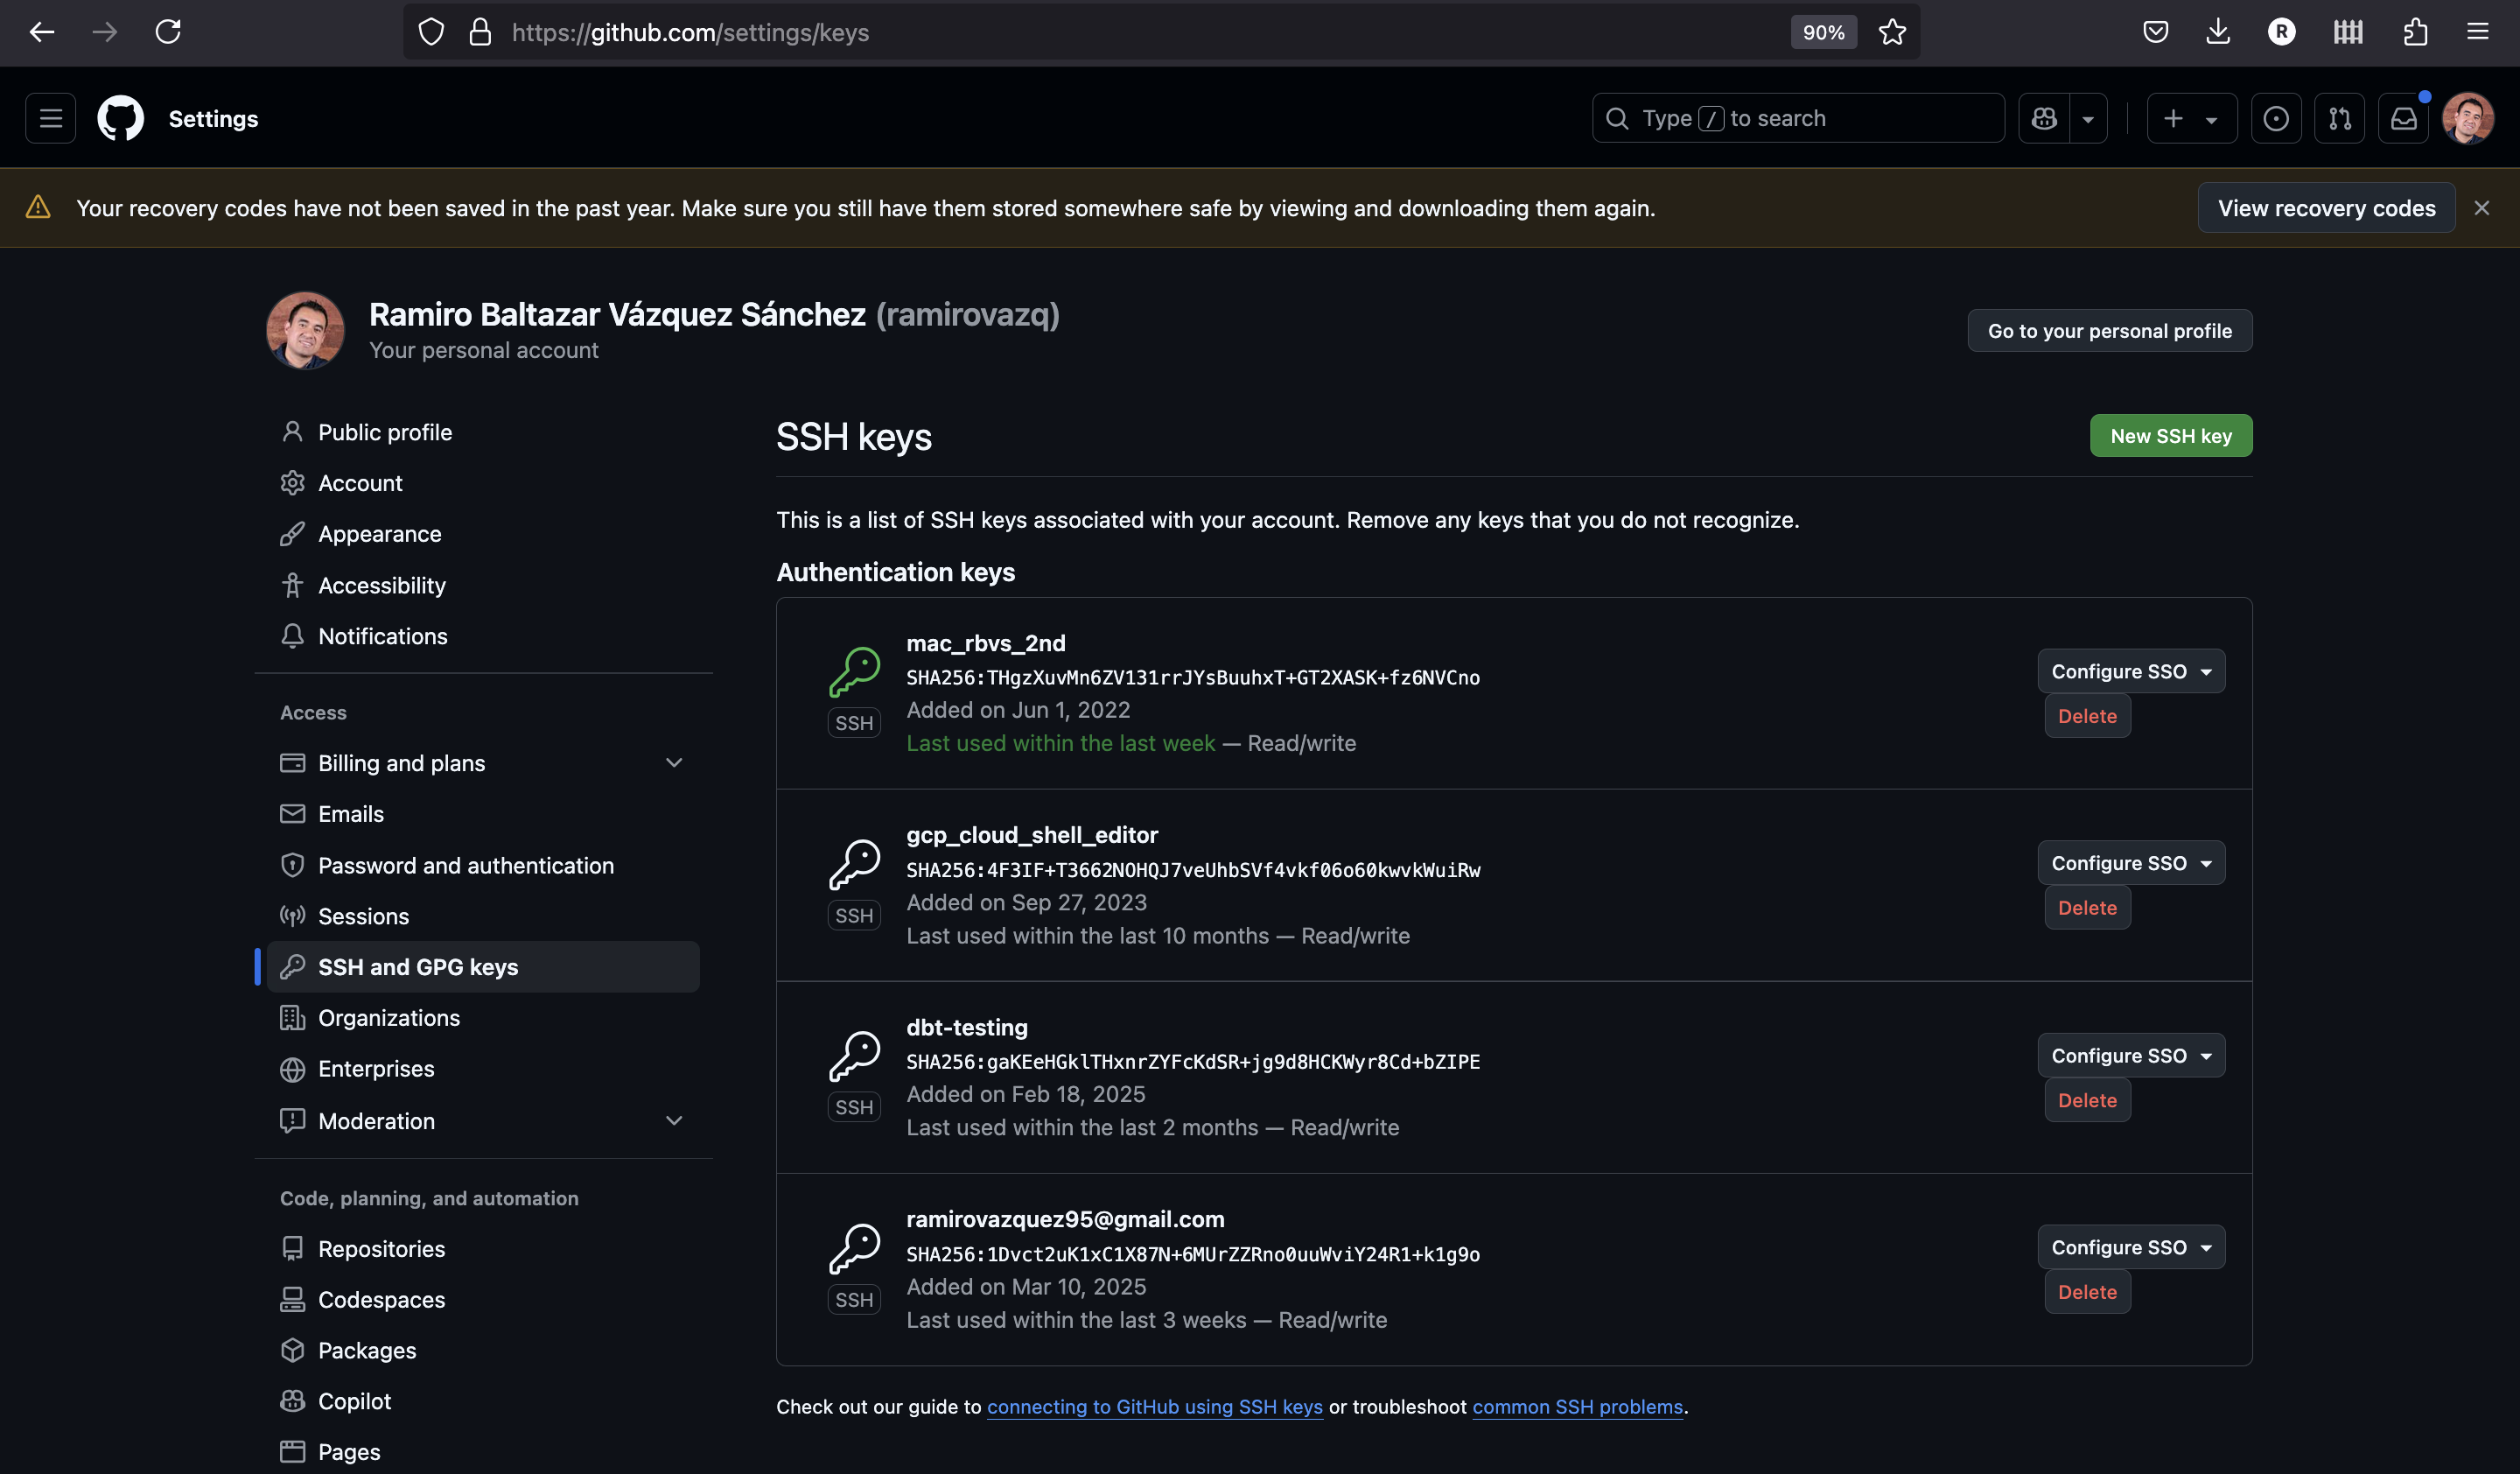 https://github.com/settings/keys
90%
R
Settings
Type / to search
Your recovery codes have not been saved in the past year. Make sure you still have them stored somewhere safe by viewing and downloading them again.
View recovery codes
Ramiro Baltazar Vázquez Sánchez (ramirovazq)
Your personal account
Go to your personal profile
Public profile
Account
Appearance
Accessibility
Notifications
Access
Billing and plans
Emails
Password and authentication
Sessions
SSH and GPG keys
Organizations
Enterprises
Moderation
Code, planning, and automation
Repositories
Codespaces
Packages
Copilot
Pages
SSH keys
New SSH key
This is a list of SSH keys associated with your account. Remove any keys that you do not recognize.
Authentication keys
mac_rbvs_2nd
SHA256:THgzXuvMn6ZV131rrJYsBuuhxT+GT2XASK+fz6NVCno
Added on Jun 1, 2022
Last used within the last week — Read/write
SSH
Configure SSO
Delete
gcp_cloud_shell_editor
SHA256:4F3IF+T3662NOHQJ7veUhbSVf4vkf06o60kwvkWuiRw
Added on Sep 27, 2023
Last used within the last 10 months — Read/write
SSH
Configure SSO
Delete
dbt-testing
SHA256:gaKEeHGklTHxnrZYFcKdSR+jg9d8HCKWyr8Cd+bZIPE
Added on Feb 18, 2025
Last used within the last 2 months — Read/write
SSH
Configure SSO
Delete
ramirovazquez95@gmail.com
SHA256:1Dvct2uK1xC1X87N+6MUrZZRno0uuWviY24R1+k1g9o
Added on Mar 10, 2025
Last used within the last 3 weeks — Read/write
SSH
Configure SSO
Delete
Check out our guide to connecting to GitHub using SSH keys or troubleshoot common SSH problems.